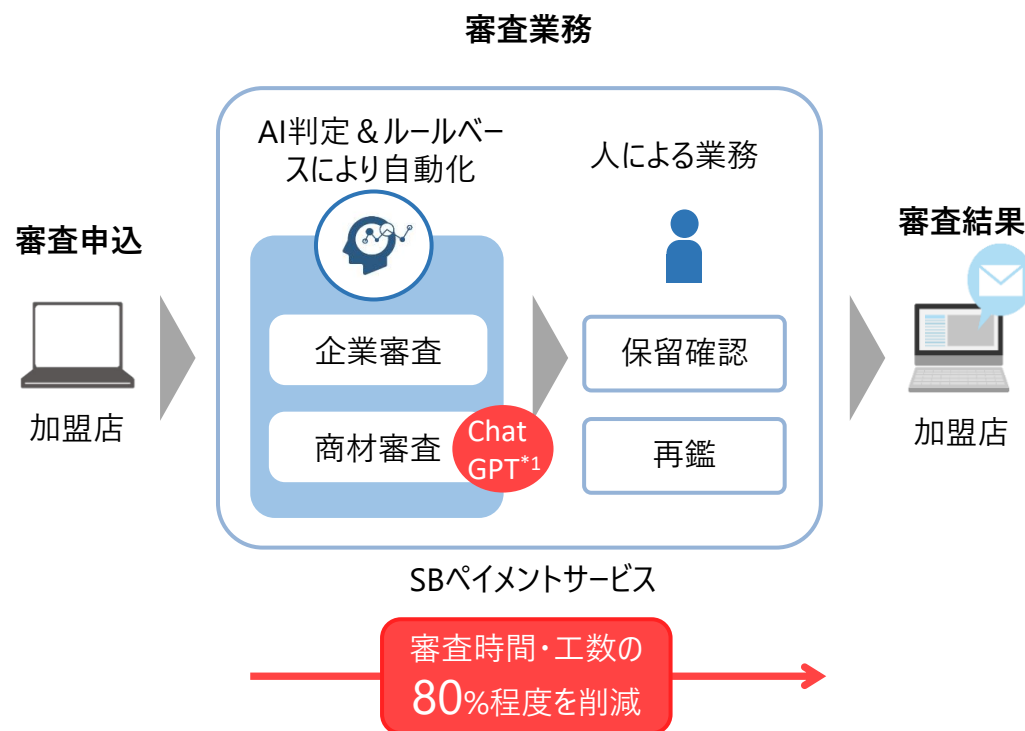 審査業務
AI判定＆ルールベー
スにより自動化
人による業務
審査申込
審査結果
企業審査
保留確認
加盟店
商材審査
Chat
GPT*1
再鑑
加盟店
SBペイメントサービス
審査時間・工数の
80%程度を削減